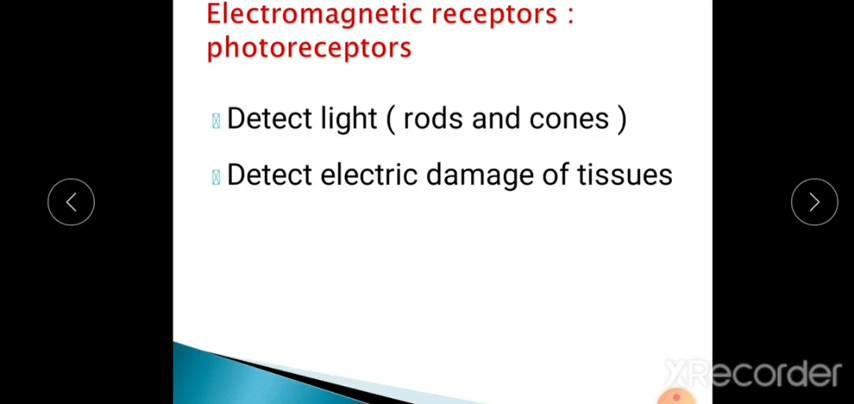 Electromagnetic receptors :
photoreceptors
Detect light ( rods and cones )
Detect electric damage of tissues
XRecorder